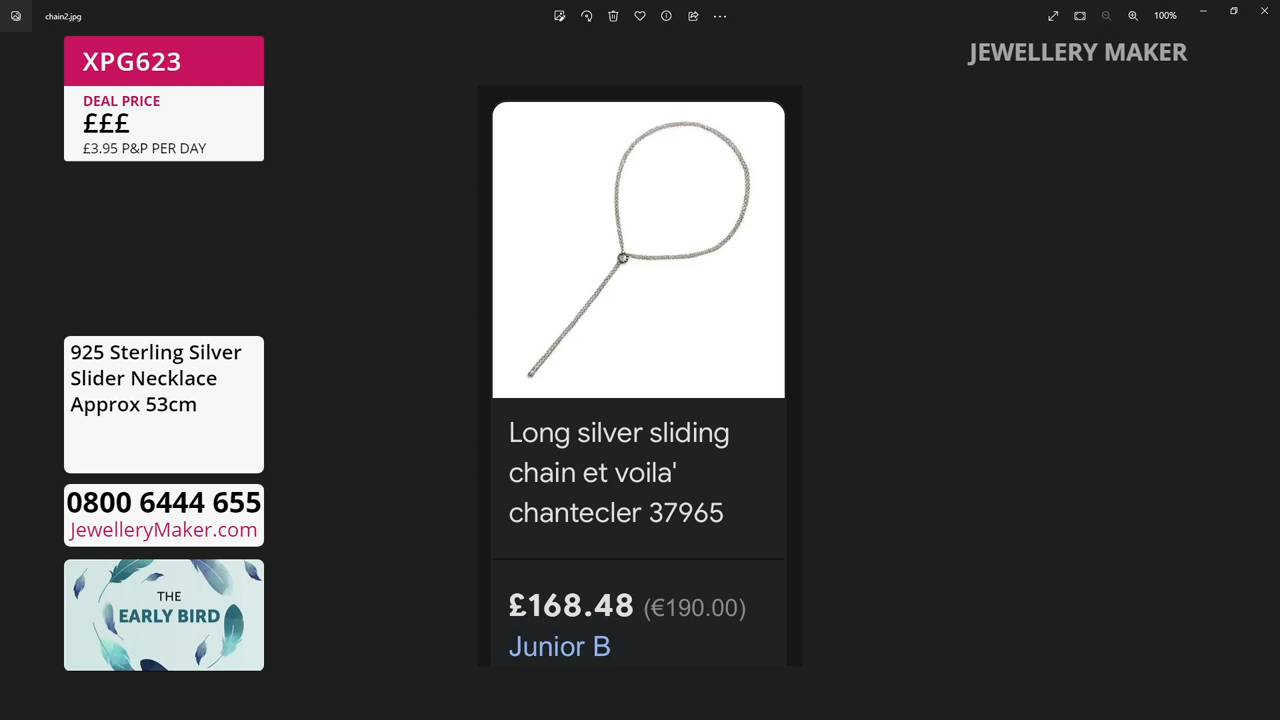 chain2.jpg
100%
XPG623
DEAL PRICE
£££
£3.95 P&P PER DAY
JEWELLERY MAKER
925 Sterling Silver
Slider Necklace
Approx 53cm
0800 6444 655
JewelleryMaker.com
THE
EARLY BIRD
Long silver sliding
chain et voila'
chantecler 37965
£168.48 (€190.00)
Junior B